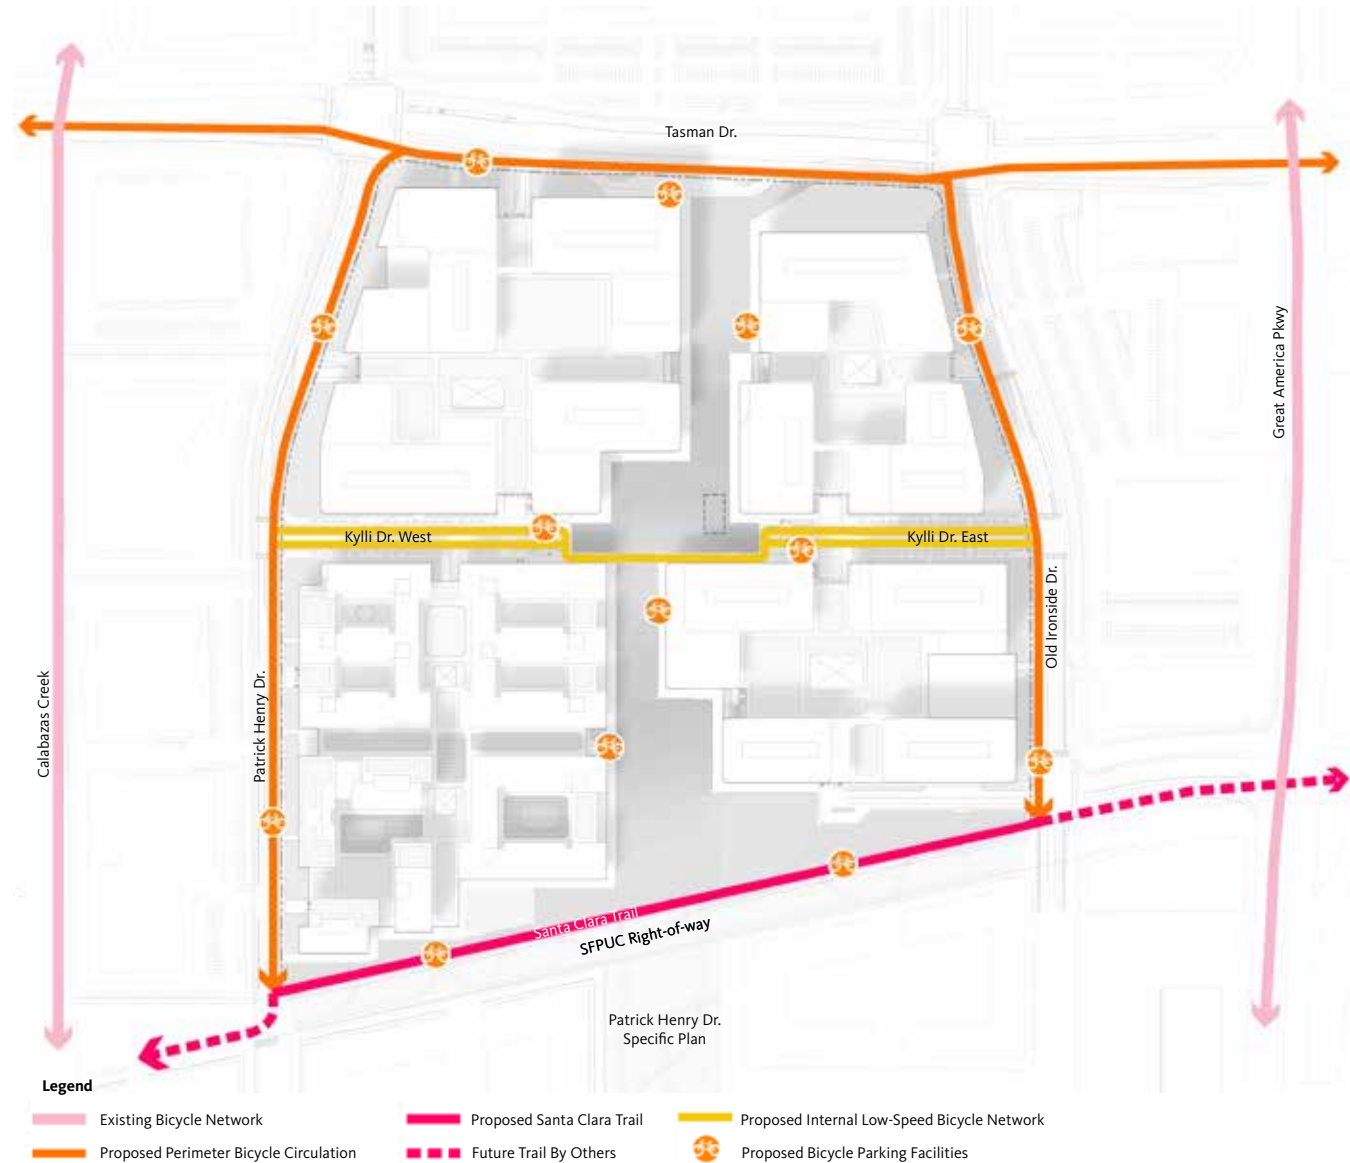 Tasman Dr.
Great America Pkwy
Kylli Dr. West
Kylli Dr. East
Old Ironside Dr.
Calabazas Creek
Patrick Henry Dr.
Santa Clara Trail
SFPUC Right-of-way
Patrick Henry Dr.
Specific Plan
Legend
Existing Bicycle Network
Proposed Santa Clara Trail
Proposed Internal Low-Speed Bicycle Network
Proposed Perimeter Bicycle Circulation
Future Trail By Others
Proposed Bicycle Parking Facilities